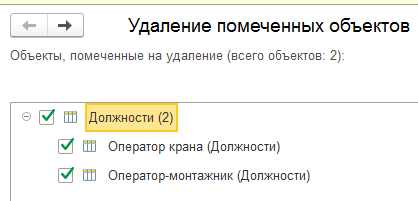 Удаление помеченных объектов
Объекты, помеченные на удаление (всего объектов: 2):
Должности (2)
Оператор крана (Должности)
Оператор-монтажник (Должности)